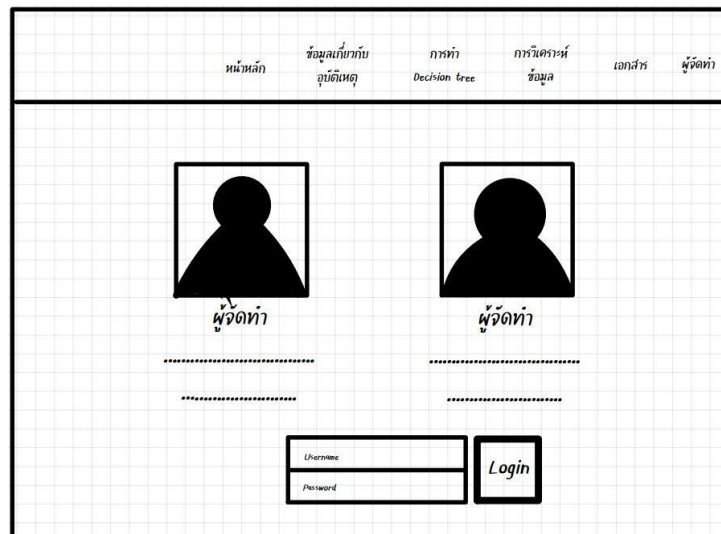 หน้าหลัก
ข้อมูลเกี่ยวกับ
อุบัติเหตุ
การทำ
Decision tree
การวิเคราะห์
ข้อมูล
เอกสาร
ผู้จัดทำ
ผู้จัดทำ
ผู้จัดทำ
Username
Password
Login